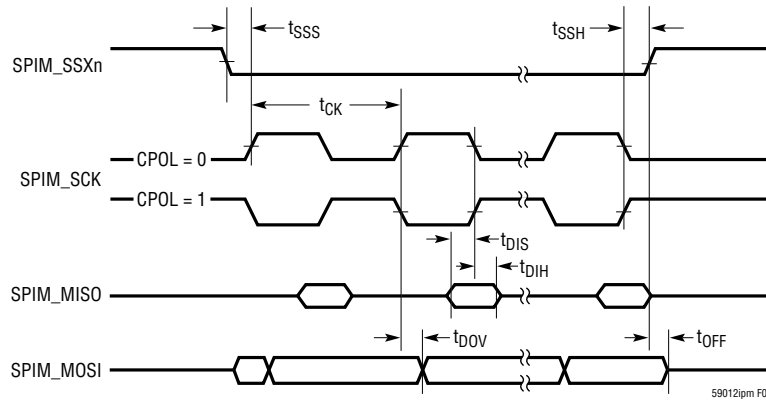 tSSS
tSSH
SPIM_SSXn
tCK
CPOL = 0
SPIM_SCK
CPOL = 1
tDIS
tDIH
SPIM_MISO
tDOV
tOFF
SPIM_MOSI
59012ipm F0